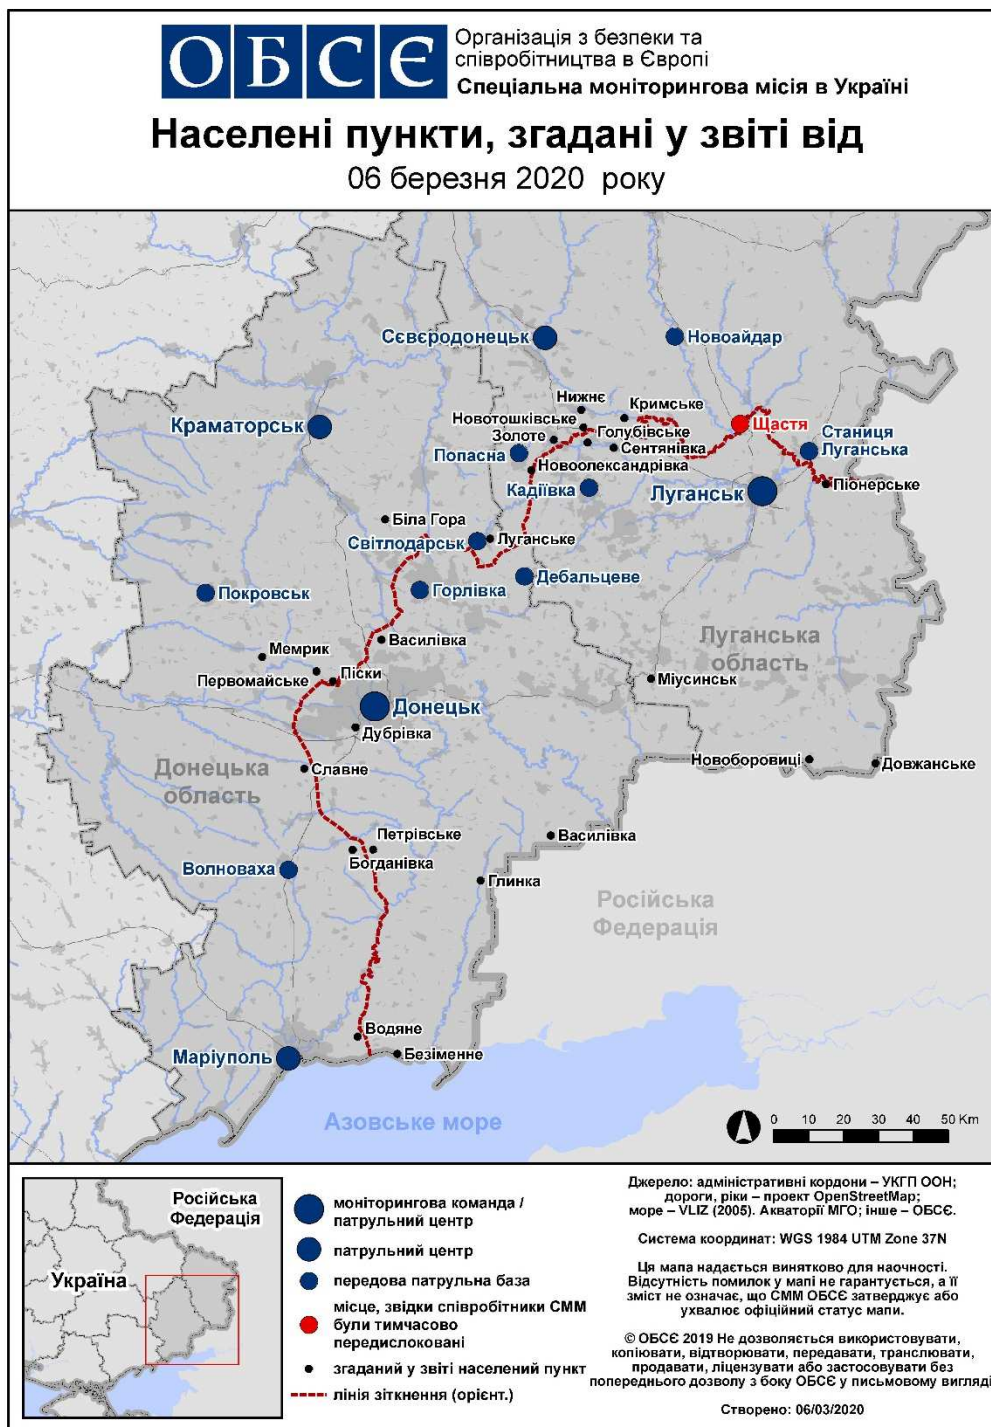 ОБСЄ
Організація з безпеки та
співробітництва в Європі
Спеціальна моніторингова місія в Україні
Населені пункти, згадані у звіті від
06 березня 2020 року
Сєвєродонецьк
Новоайдар
Нижнє
Кримське
Новотошківське
Голубівське
Золоте
Сентянівка
Щастя
Станиця
Луганська
Краматорськ
Попасна
Новоолександрівка
Кадіївка
Луганськ
Піонерське
Біла Гора
Світлодарськ
Луганське
Дебальцеве
Горлівка
Покровськ
Василівка
Луганська
область
Мемрик
Первомайське
Піски
Міусинськ
Донецьк
Дубрівка
Донецька
область
Славне
Новоборовиці
Довжанське
Петрівське
Богданівка
Василівка
Волноваха
Глинка
Російська
Федерація
Водяне
Безіменне
Маріуполь
Азовське море
0 10 20 30 40 50 Km
Російська
Федерація
Україна
моніторингова команда /
патрульний центр
патрульний центр
передова патрульна база
місце, звідки співробітники СММ
були тимчасово
передислоковані
згаданий у звіті населений пункт
лінія зіткнення (орієнт.)
Джерело: адміністративні кордони – УКГП ООН;
дороги, ріки – проект OpenStreetMap;
море – VLIZ (2005). Акваторії МГО; інше – ОБСЄ.
Система координат: WGS 1984 UTM Zone 37N
Ця мапа надається винятково для наочності.
Відсутність помилок у мапі не гарантується, а її
зміст не означає, що СММ ОБСЄ затверджує або
ухвалює офіційний статус мапи.
© ОБСЄ 2019 Не дозволяється використовувати,
копіювати, відтворювати, передавати, транслювати,
продавати, ліцензувати або застосовувати без
попереднього дозволу з боку ОБСЄ у письмовому вигляді
Створено: 06/03/2020